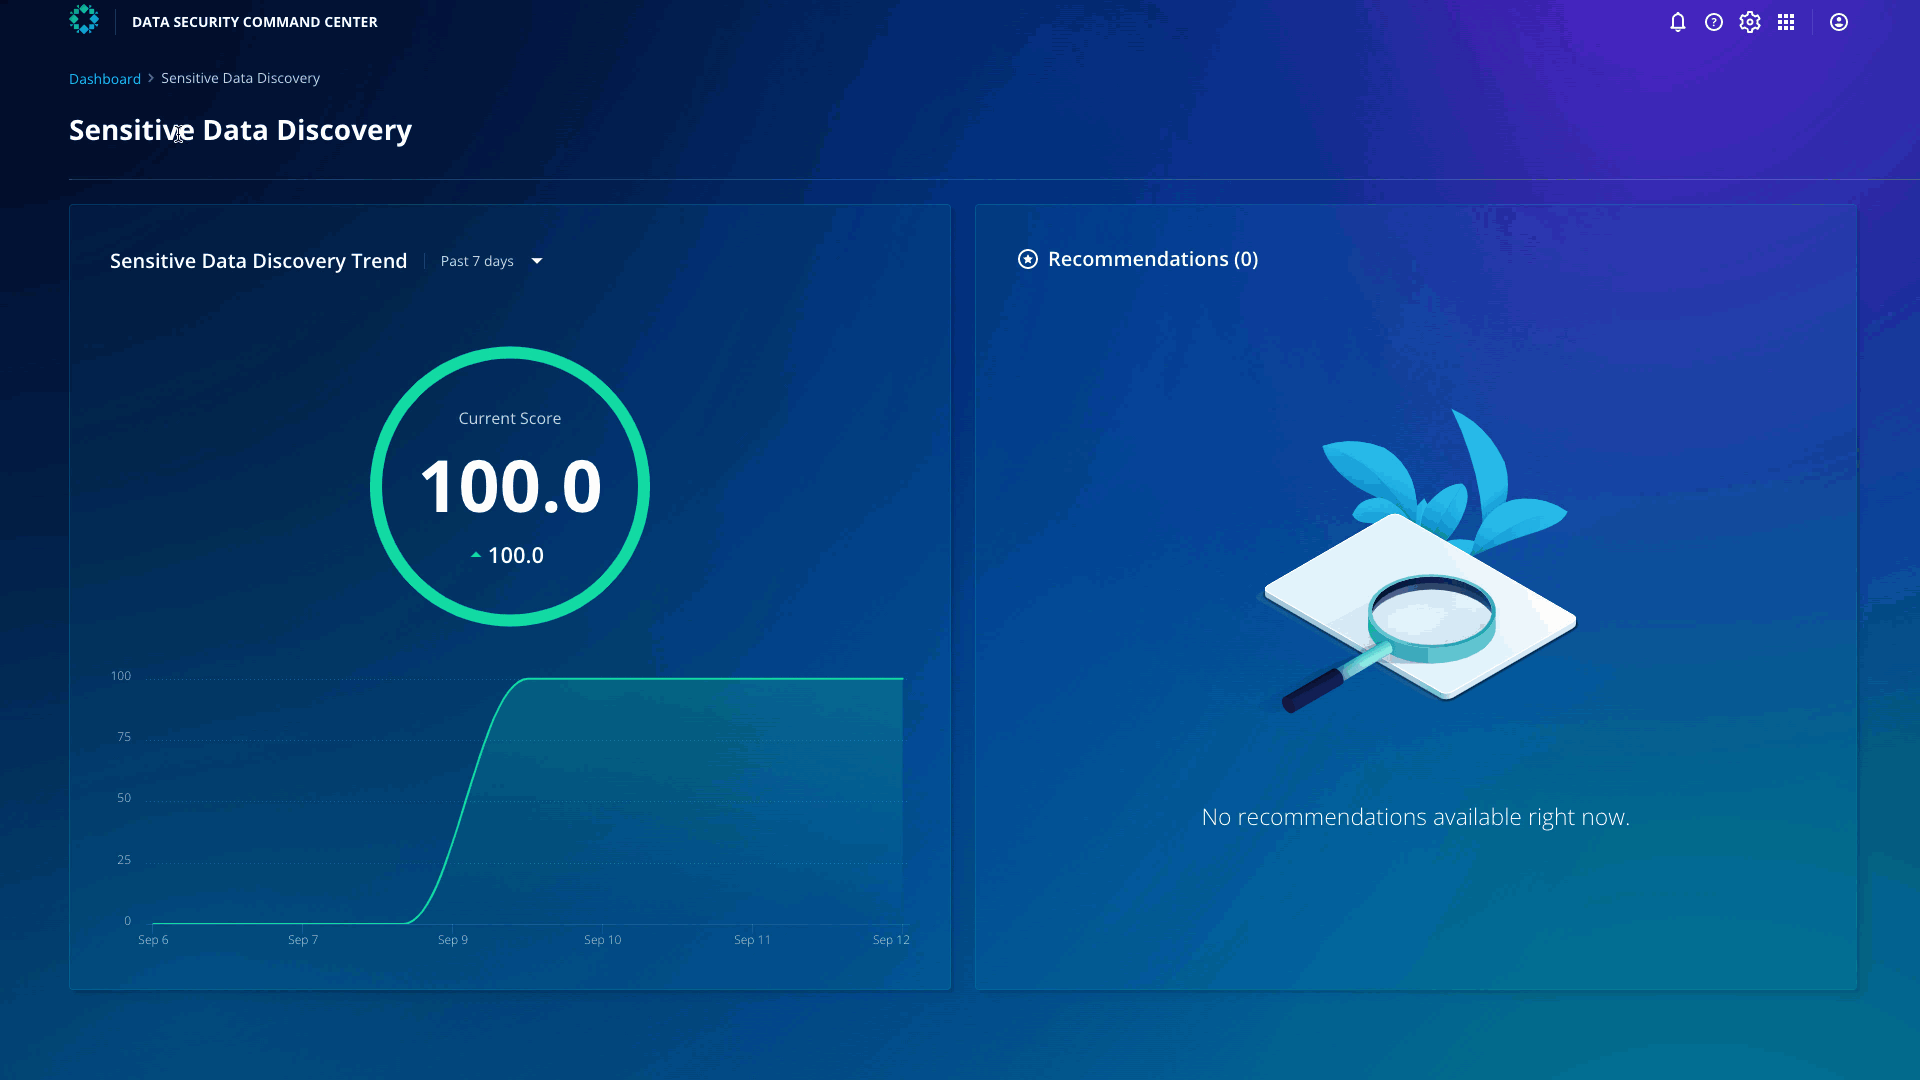 DATA SECURITY COMMAND CENTER
Dashboard > Sensitive Data Discovery
Sensitive Data Discovery
Sensitive Data Discovery Trend
Past 7 days
Current Score
100.0
100.0
100
75
50
25
0
Sep 6 Sep 7 Sep 9 Sep 10 Sep 11 Sep 12
Recommendations (0)
No recommendations available right now.